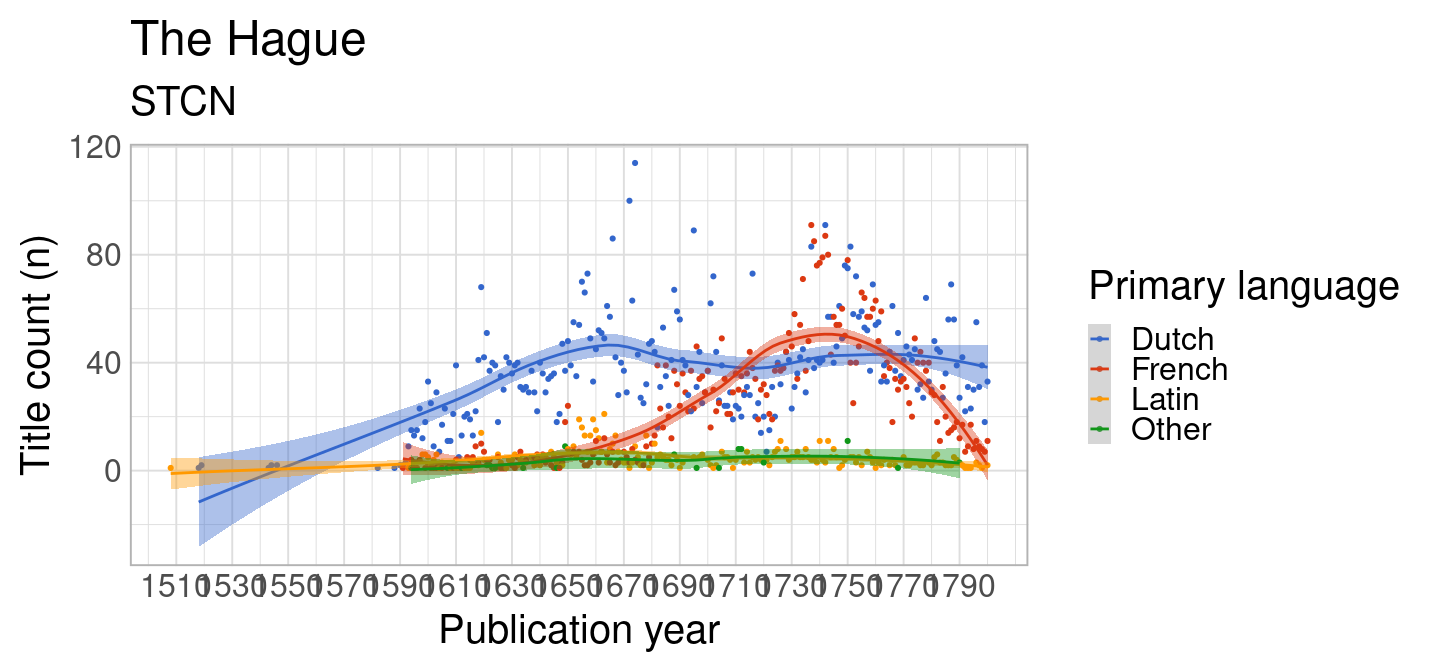 The Hague
STCN
120
80
40
0
Title count (n)
1510 1530 1550 1570 1590 1610 1630 1650 1670 1690 1710 1730 1750 1770 1790
Publication year
Primary language
Dutch
French
Latin
Other